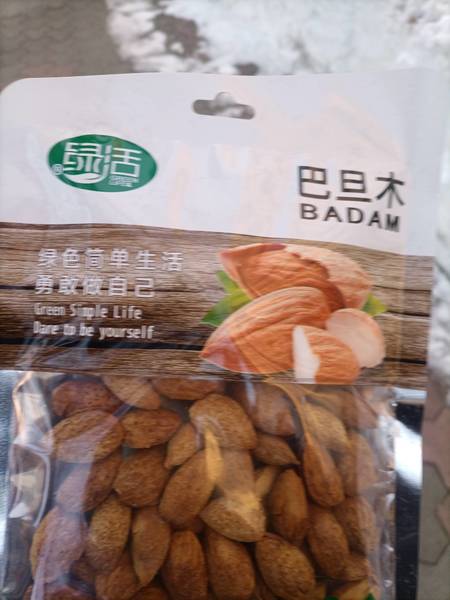 绿活
巴旦木
BADAM
绿色简单生活
勇敢做自己
Green Simple Life
Dare to be yourself